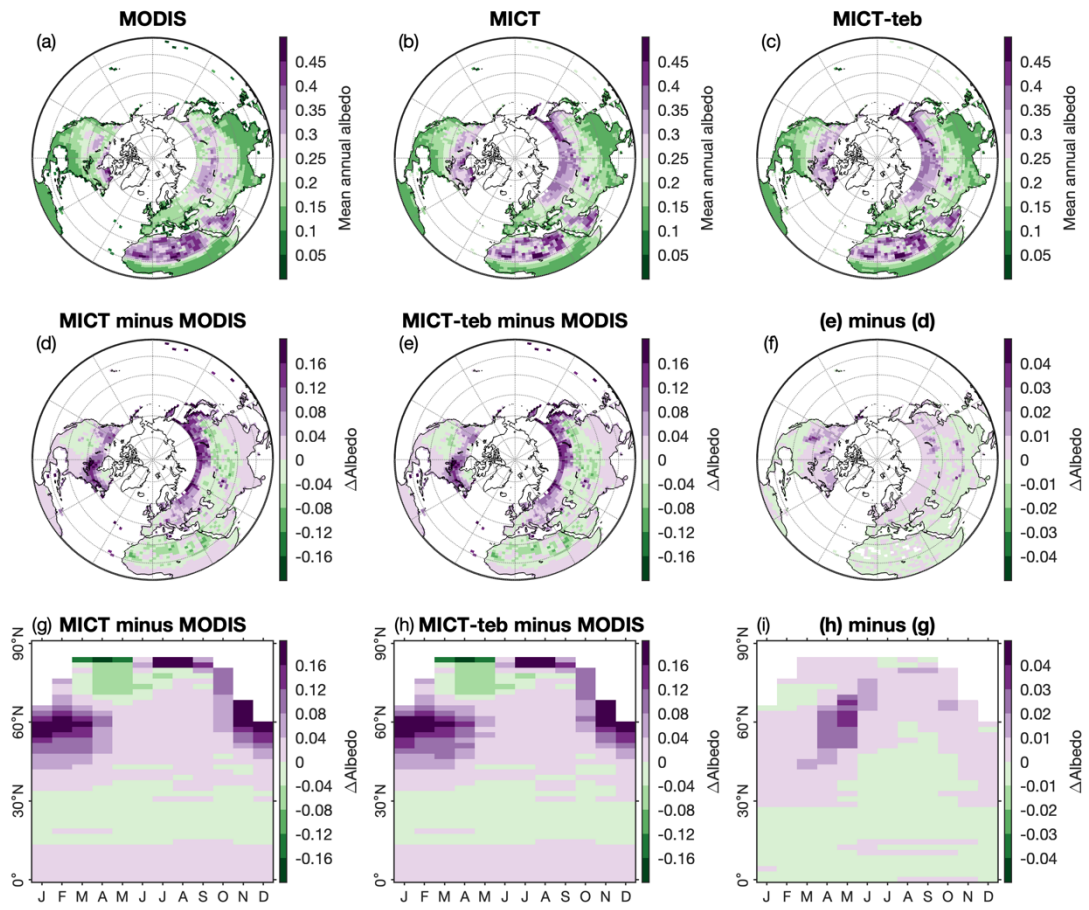 MODIS
MICT
MICT-teb
(a)
(b)
(c)
0.45
0.4
0.35
0.3
0.25
0.2
0.15
0.1
0.05
Mean annual albedo
0.45
0.4
0.35
0.3
0.25
0.2
0.15
0.1
0.05
Mean annual albedo
0.45
0.4
0.35
0.3
0.25
0.2
0.15
0.1
0.05
Mean annual albedo
MICT minus MODIS
MICT-teb minus MODIS
(e) minus (d)
(d)
(e)
(f)
0.16
0.12
0.08
0.04
0
-0.04
-0.08
-0.12
-0.16
△Albedo
0.16
0.12
0.08
0.04
0
-0.04
-0.08
-0.12
-0.16
△Albedo
0.04
0.03
0.02
0.01
0
-0.01
-0.02
-0.03
-0.04
△Albedo
(g) MICT minus MODIS
(h) MICT-teb minus MODIS
(i) (h) minus (g)
90°N
60°N
30°N
0°
J F M A M J J A S O N D
0.16
0.12
0.08
0.04
0
-0.04
-0.08
-0.12
-0.16
△Albedo
90°N
60°N
30°N
0°
J F M A M J J A S O N D
0.16
0.12
0.08
0.04
0
-0.04
-0.08
-0.12
-0.16
△Albedo
90°N
60°N
30°N
0°
J F M A M J J A S O N D
0.04
0.03
0.02
0.01
0
-0.01
-0.02
-0.03
-0.04
△Albedo